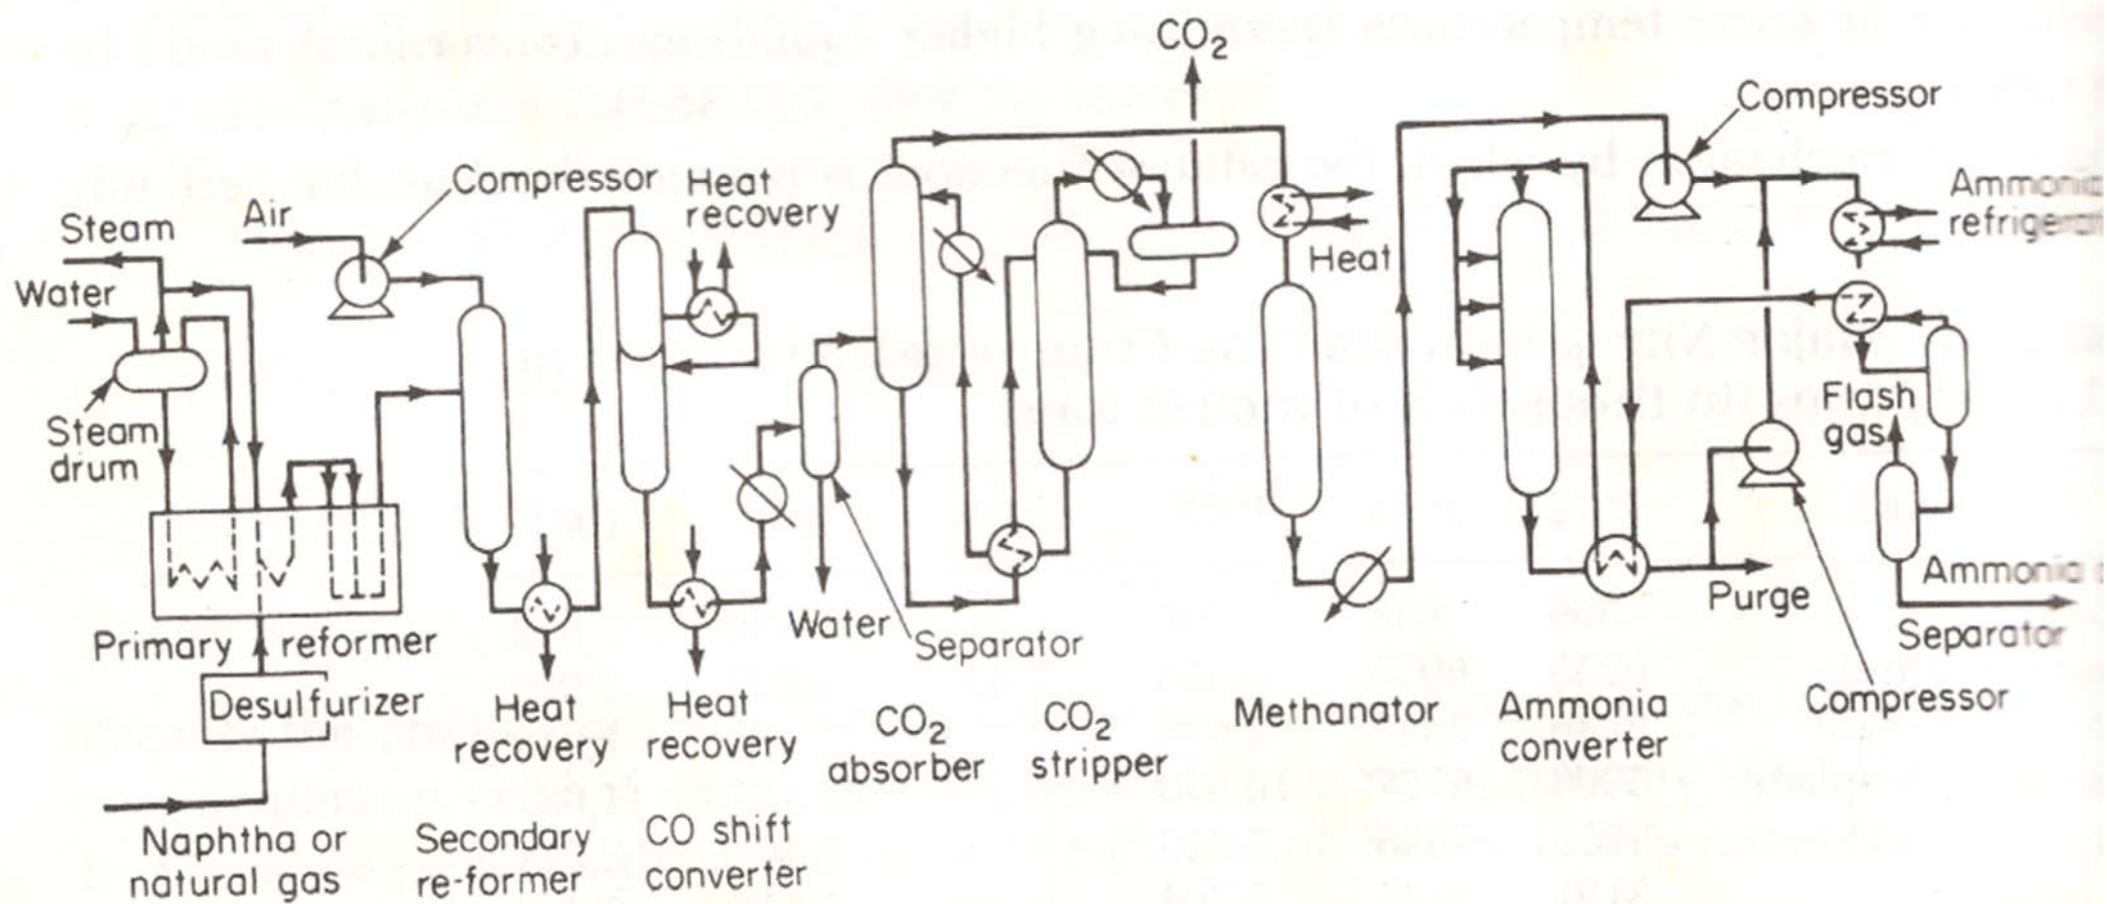 CO2
Compressor
Compressor
Heat
recovery
Air
Steam
Water
Steam
drum
Ammonia
Heat
Flash
gas
Purge
Primary reformer
Desulfurizer
Naphtha or
natural gas
Heat
recovery
Secondary
re-former
Heat
recovery
CO shift
converter
Water
Separator
CO2
absorber
CO2
stripper
Methanator
Ammonia
converter
Compressor
Ammonia
Separator